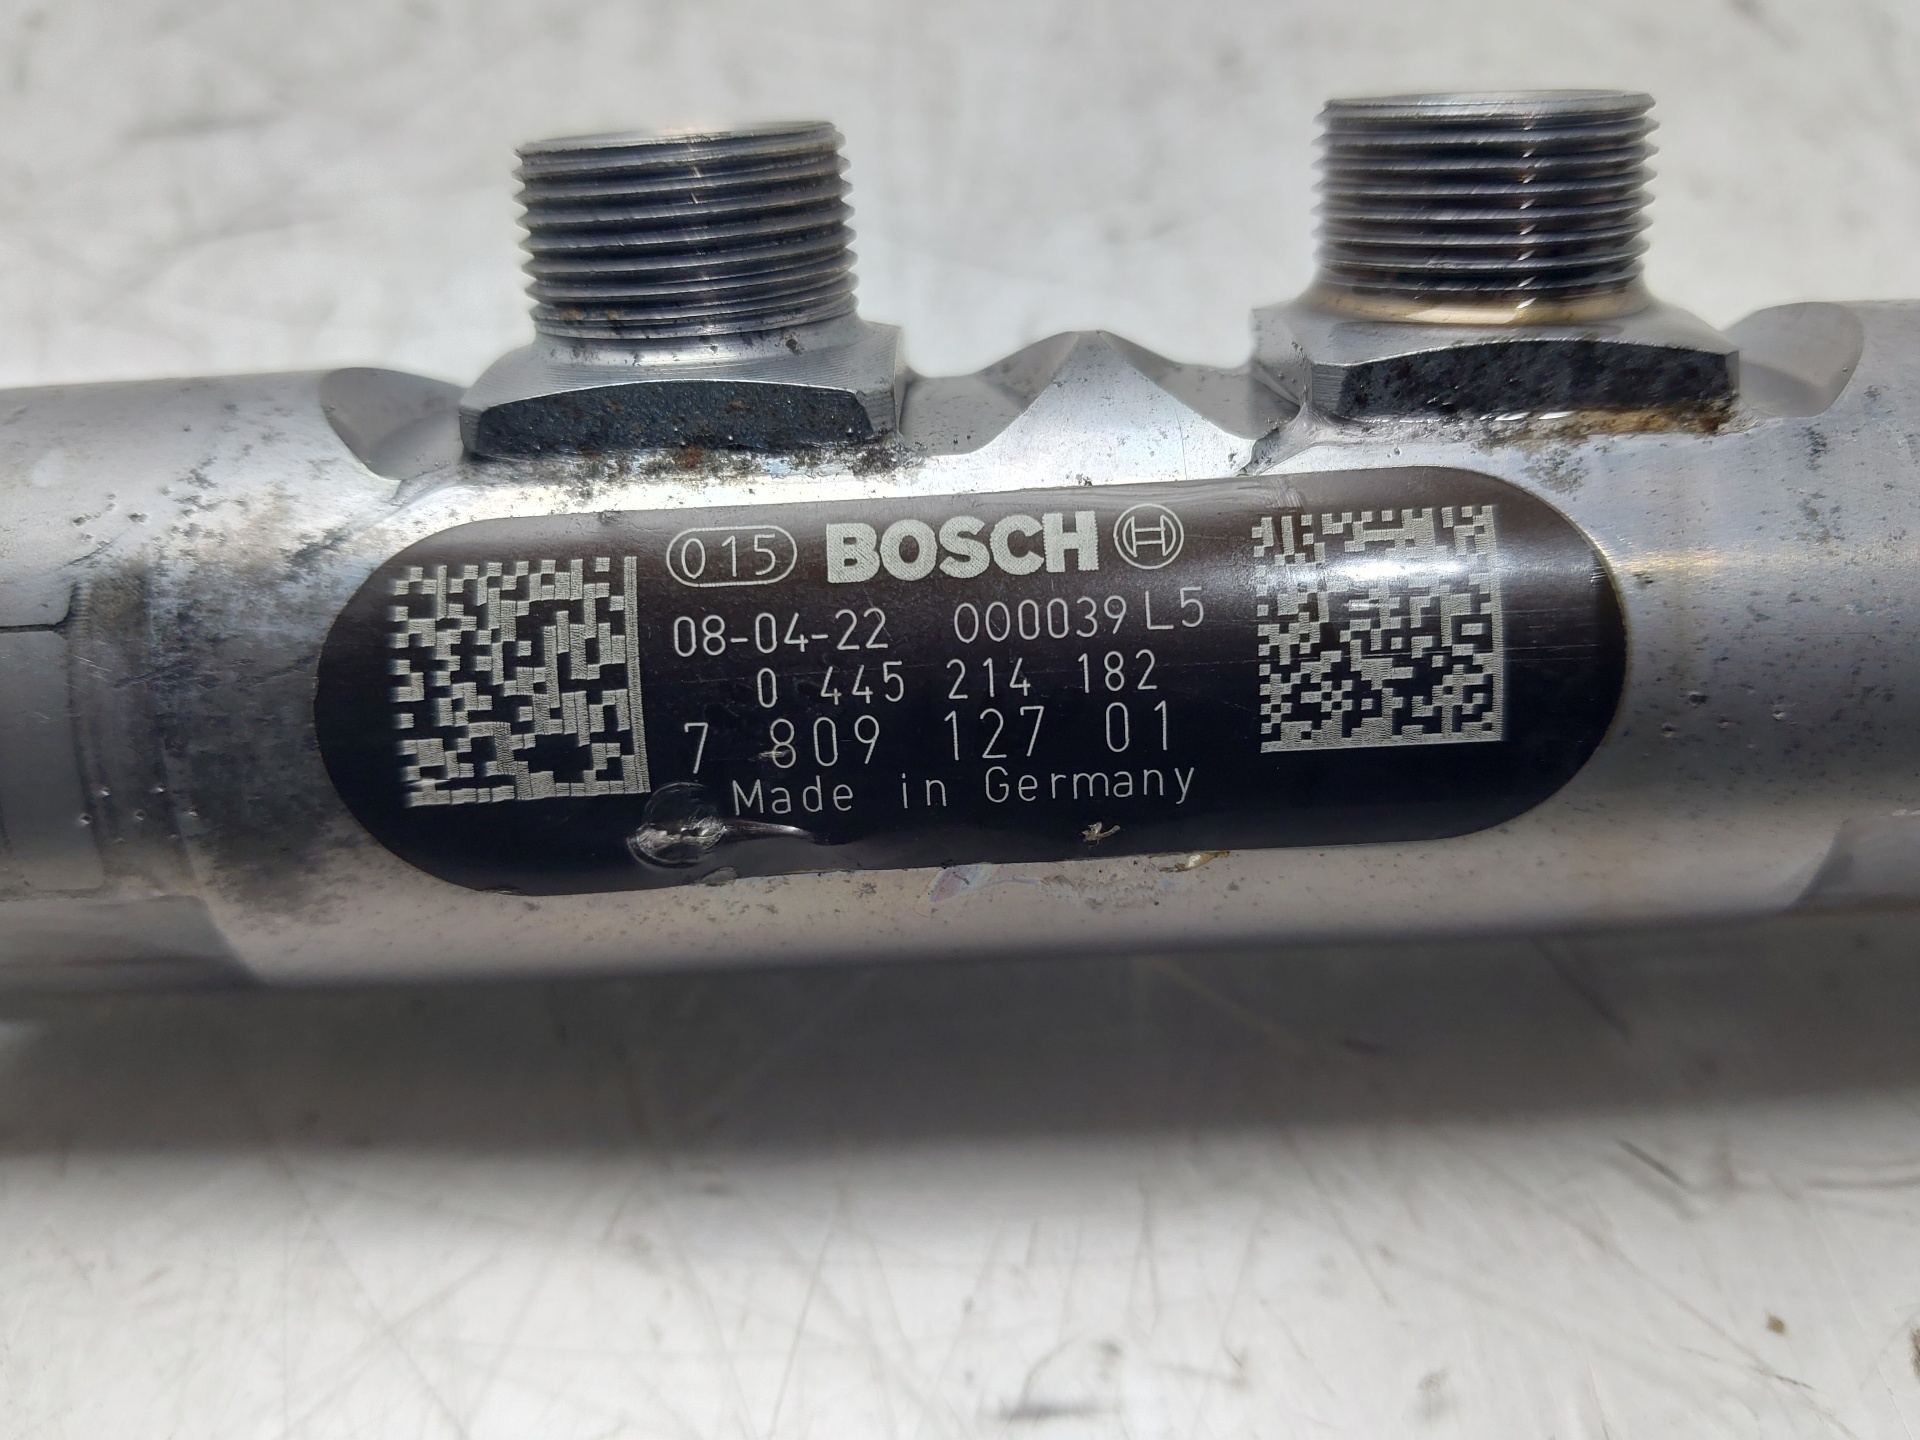 015 BOSCH
08-04-22 000039 L5
0 445 214 182
7 809 127 01
Made in Germany